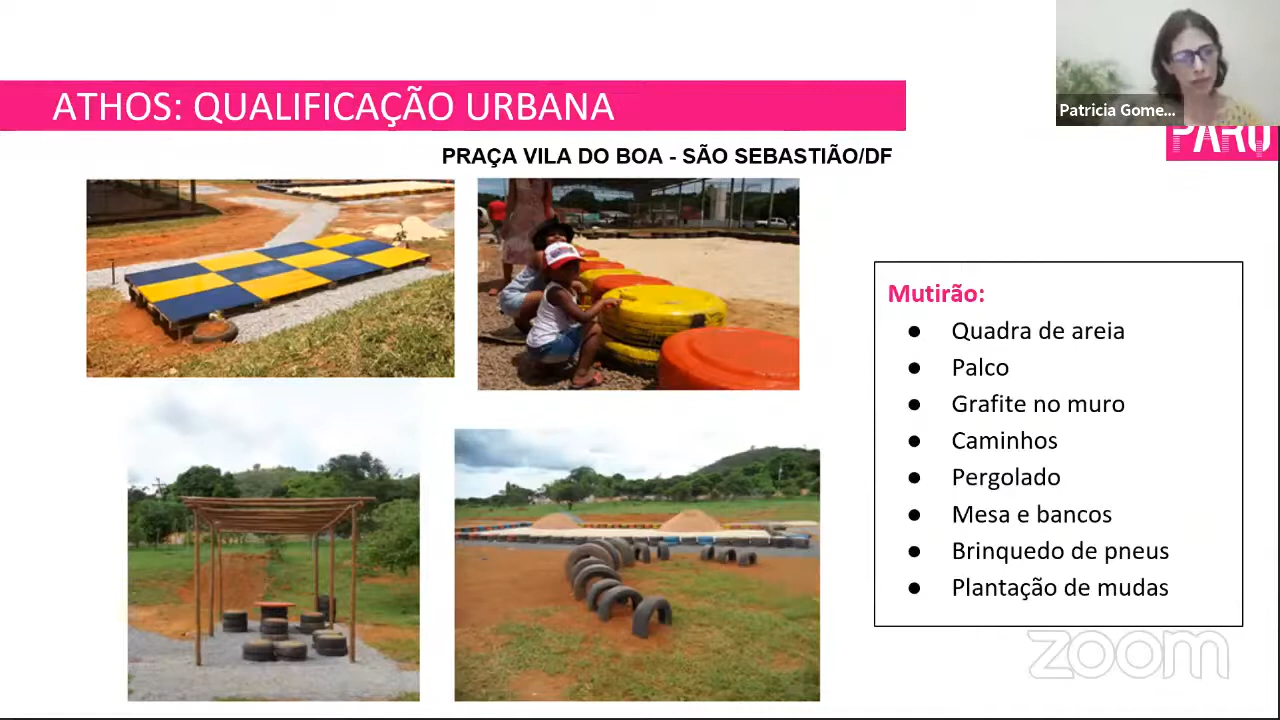 ATHOS: QUALIFICAÇÃO URBANA
Patricia Gome...
PRAÇA VILA DO BOA - SÃO SEBASTIÃO/DF
Mutirão:
● Quadra de areia
● Palco
● Grafite no muro
● Caminhos
● Pergolado
● Mesa e bancos
● Brinquedo de pneus
● Plantação de mudas
zoom